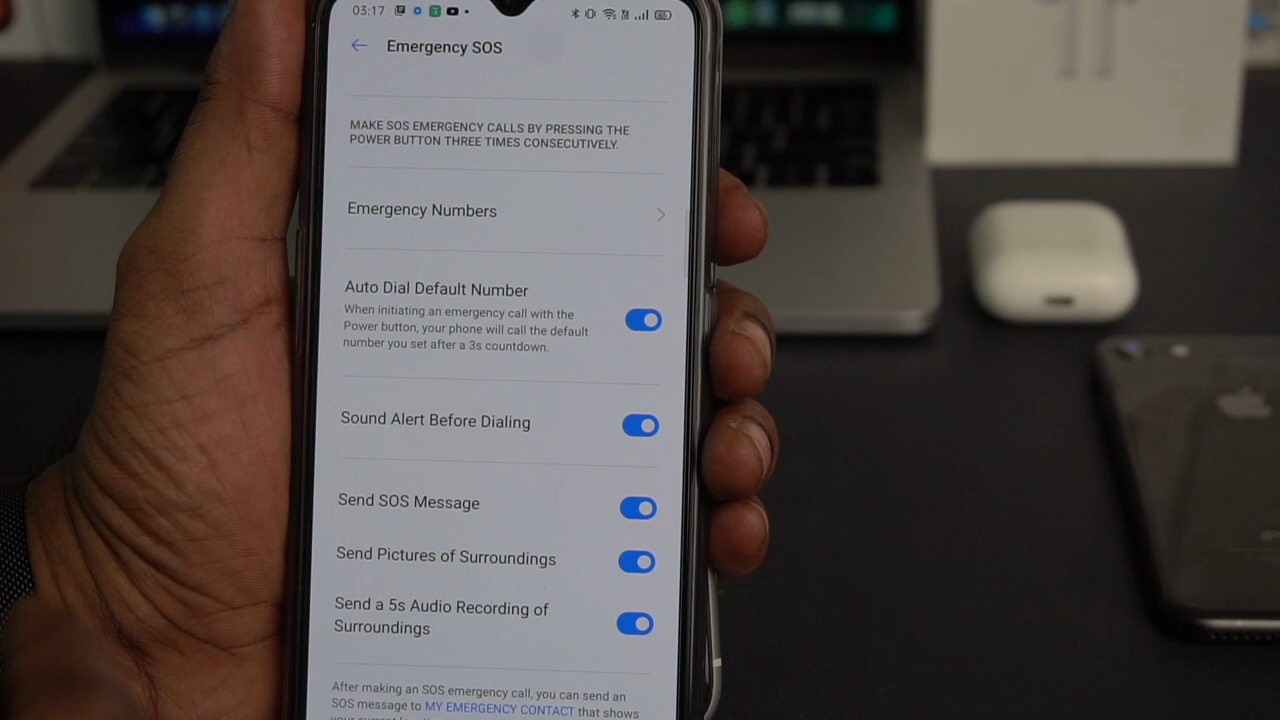 03:17
Emergency SOS
MAKE SOS EMERGENCY CALLS BY PRESSING THE
POWER BUTTON THREE TIMES CONSECUTIVELY.
Emergency Numbers
Auto Dial Default Number
When initiating an emergency call with the
Power button, your phone will call the default
number you set after a 3s countdown.
Sound Alert Before Dialing
Send SOS Message
Send Pictures of Surroundings
Send a 5s Audio Recording of
Surroundings
After making an SOS emergency call, you can send an
SOS message to MY EMERGENCY CONTACT that shows